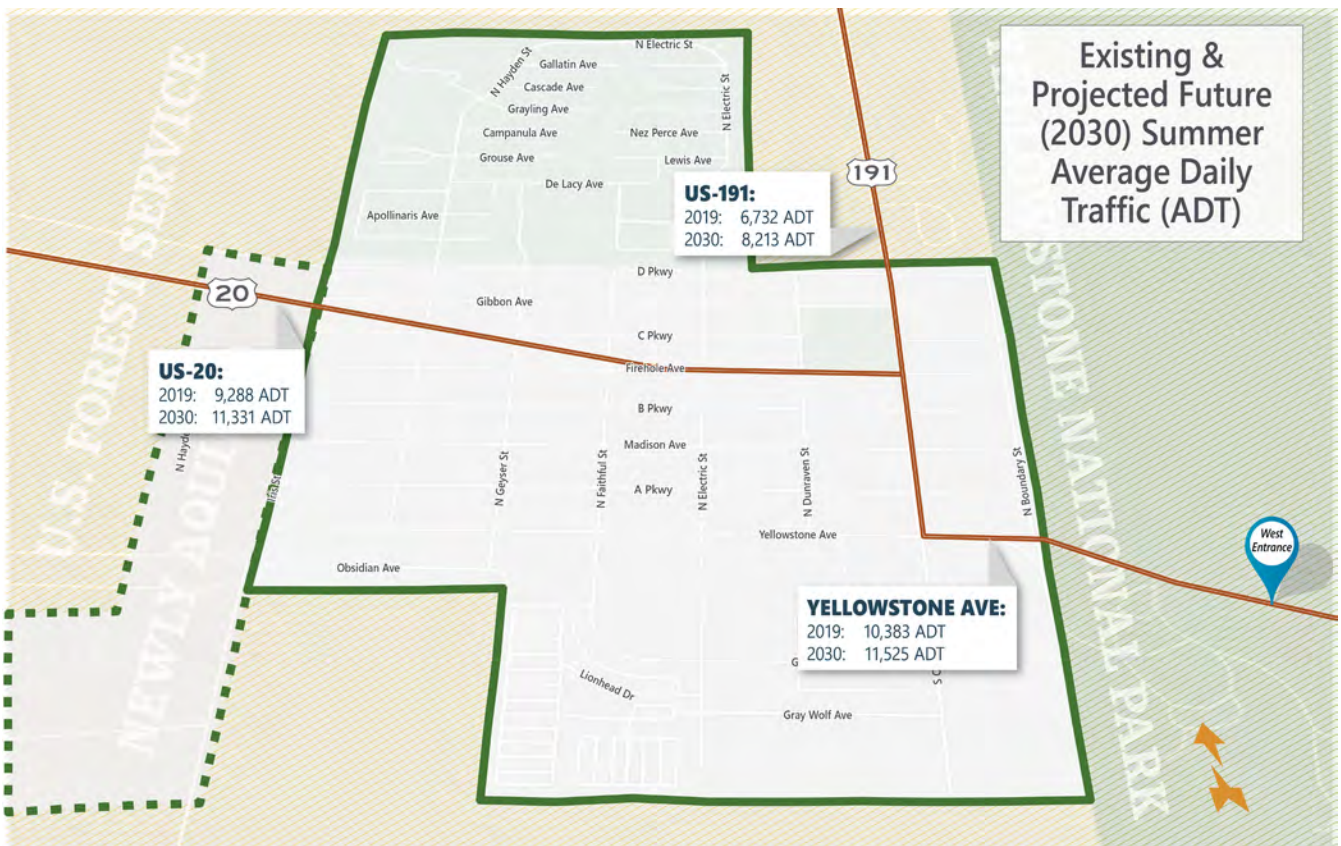 Existing &
Projected Future
(2030) Summer
Average Daily
Traffic (ADT)
N Electric St
N Hayden St
Gallatin Ave
Cascade Ave
Grayling Ave
N Electric St
Campanula Ave
Nez Perce Ave
Grouse Ave
Lewis Ave
De Lacy Ave
Apollinaris Ave
US-191:
2019: 6,732 ADT
2030: 8,213 ADT
191
U.S. FOREST SERVICE
D Pkwy
20
Gibbon Ave
C Pkwy
US-20:
2019: 9,288 ADT
2030: 11,331 ADT
Firehole Ave
B Pkwy
Madison Ave
A Pkwy
N Geyser St
N Faithful St
N Electric St
N Dunraven St
N Boundary St
Yellowstone Ave
West
Entrance
Obsidian Ave
NEWLY AQUI
STONE NATIONAL PARK
YELLOWSTONE AVE:
2019: 10,383 ADT
2030: 11,525 ADT
Lionhead Dr
Gray Wolf Ave